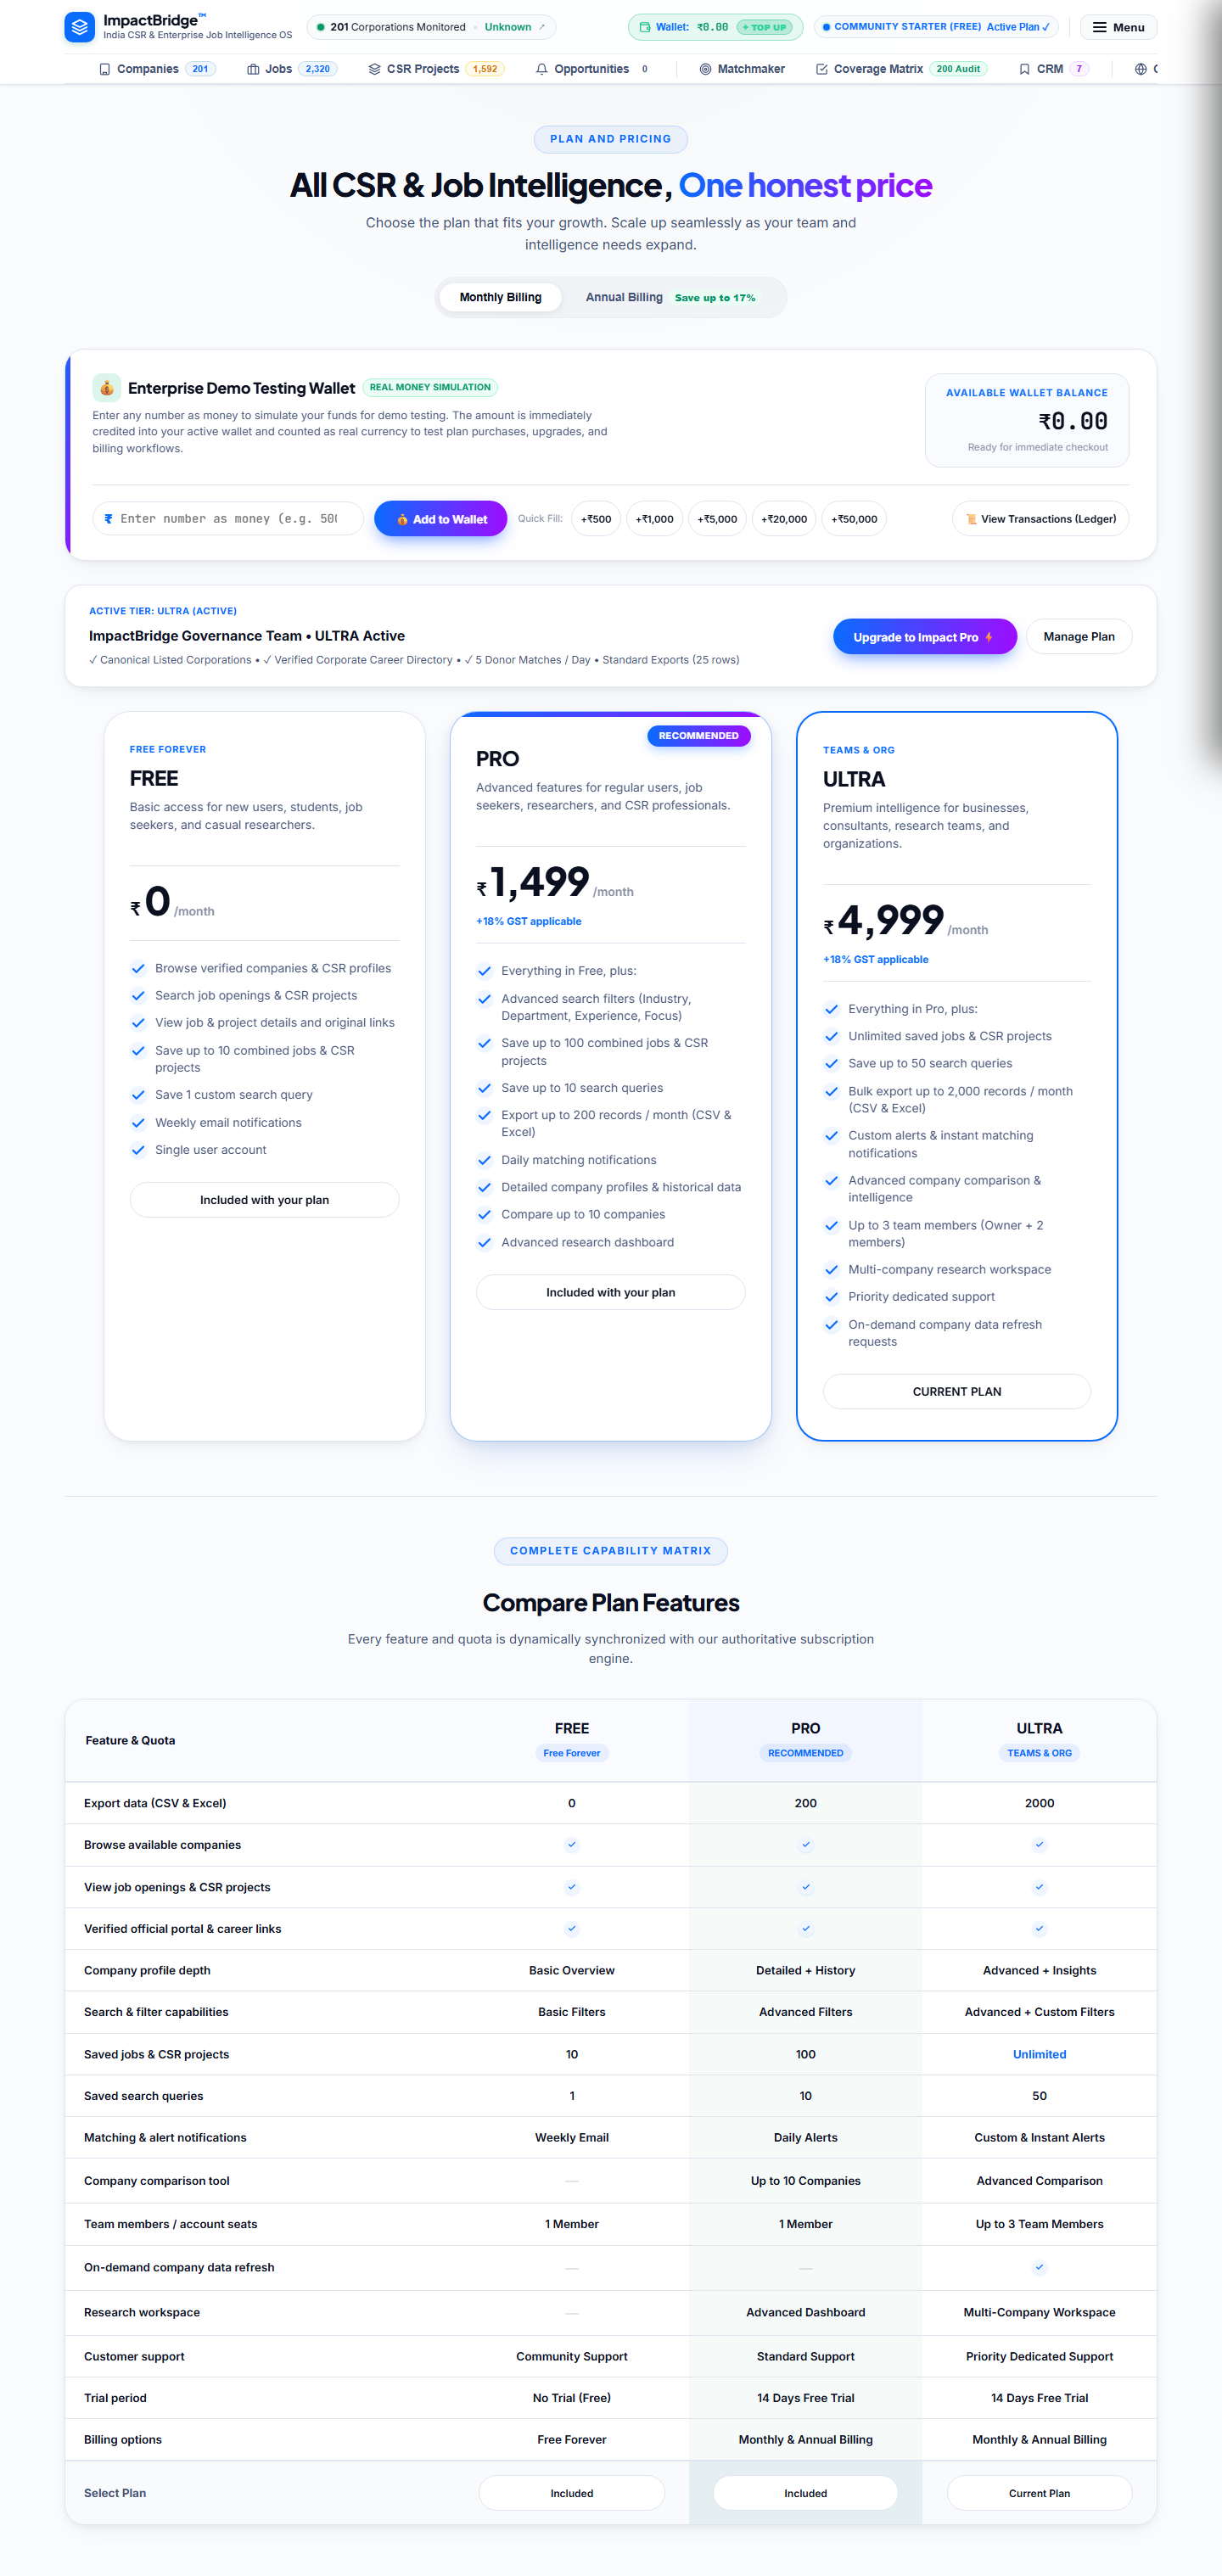 ImpactBridge™
India CSR & Enterprise Job Intelligence OS
201 Corporations Monitored • Unknown ↗
Wallet: ₹0.00 + TOP UP
COMMUNITY STARTER (FREE) Active Plan ✓
Menu
Companies 201
Jobs 2,320
CSR Projects 1,592
Opportunities 0
Matchmaker
Coverage Matrix 200 Audit
CRM 7
PLAN AND PRICING
All CSR & Job Intelligence, One honest price
Choose the plan that fits your growth. Scale up seamlessly as your team and
intelligence needs expand.
Monthly Billing
Annual Billing Save up to 17%
Enterprise Demo Testing Wallet REAL MONEY SIMULATION
Enter any number as money to simulate your funds for demo testing. The amount is immediately
credited into your active wallet and counted as real currency to test plan purchases, upgrades, and
billing workflows.
AVAILABLE WALLET BALANCE
₹0.00
Ready for immediate checkout
₹ Enter number as money (e.g. 500
Add to Wallet
Quick Fill:
+₹500
+₹1,000
+₹5,000
+₹20,000
+₹50,000
View Transactions (Ledger)
ACTIVE TIER: ULTRA (ACTIVE)
ImpactBridge Governance Team • ULTRA Active
✓ Canonical Listed Corporations • ✓ Verified Corporate Career Directory • ✓ 5 Donor Matches / Day • Standard Exports (25 rows)
Upgrade to Impact Pro
Manage Plan
FREE FOREVER
FREE
Basic access for new users, students, job
seekers, and casual researchers.
₹0 /month
Browse verified companies & CSR profiles
Search job openings & CSR projects
View job & project details and original links
Save up to 10 combined jobs & CSR
projects
Save 1 custom search query
Weekly email notifications
Single user account
Included with your plan
RECOMMENDED
PRO
Advanced features for regular users, job
seekers, researchers, and CSR professionals.
₹1,499 /month
+18% GST applicable
Everything in Free, plus:
Advanced search filters (Industry,
Department, Experience, Focus)
Save up to 100 combined jobs & CSR
projects
Save up to 10 search queries
Export up to 200 records / month (CSV &
Excel)
Daily matching notifications
Detailed company profiles & historical data
Compare up to 10 companies
Advanced research dashboard
Included with your plan
TEAMS & ORG
ULTRA
Premium intelligence for businesses,
consultants, research teams, and
organizations.
₹4,999 /month
+18% GST applicable
Everything in Pro, plus:
Unlimited saved jobs & CSR projects
Save up to 50 search queries
Bulk export up to 2,000 records / month
(CSV & Excel)
Custom alerts & instant matching
notifications
Advanced company comparison &
intelligence
Up to 3 team members (Owner + 2
members)
Multi-company research workspace
Priority dedicated support
On-demand company data refresh
requests
CURRENT PLAN
COMPLETE CAPABILITY MATRIX
Compare Plan Features
Every feature and quota is dynamically synchronized with our authoritative subscription
engine.
Feature & Quota
FREE
Free Forever
PRO
RECOMMENDED
ULTRA
TEAMS & ORG
Export data (CSV & Excel) 0 200 2000
Browse available companies ✓ ✓ ✓
View job openings & CSR projects ✓ ✓ ✓
Verified official portal & career links ✓ ✓ ✓
Company profile depth Basic Overview Detailed + History Advanced + Insights
Search & filter capabilities Basic Filters Advanced Filters Advanced + Custom Filters
Saved jobs & CSR projects 10 100 Unlimited
Saved search queries 1 10 50
Matching & alert notifications Weekly Email Daily Alerts Custom & Instant Alerts
Company comparison tool — Up to 10 Companies Advanced Comparison
Team members / account seats 1 Member 1 Member Up to 3 Team Members
On-demand company data refresh — — ✓
Research workspace — Advanced Dashboard Multi-Company Workspace
Customer support Community Support Standard Support Priority Dedicated Support
Trial period No Trial (Free) 14 Days Free Trial 14 Days Free Trial
Billing options Free Forever Monthly & Annual Billing Monthly & Annual Billing
Select Plan Included Included Current Plan